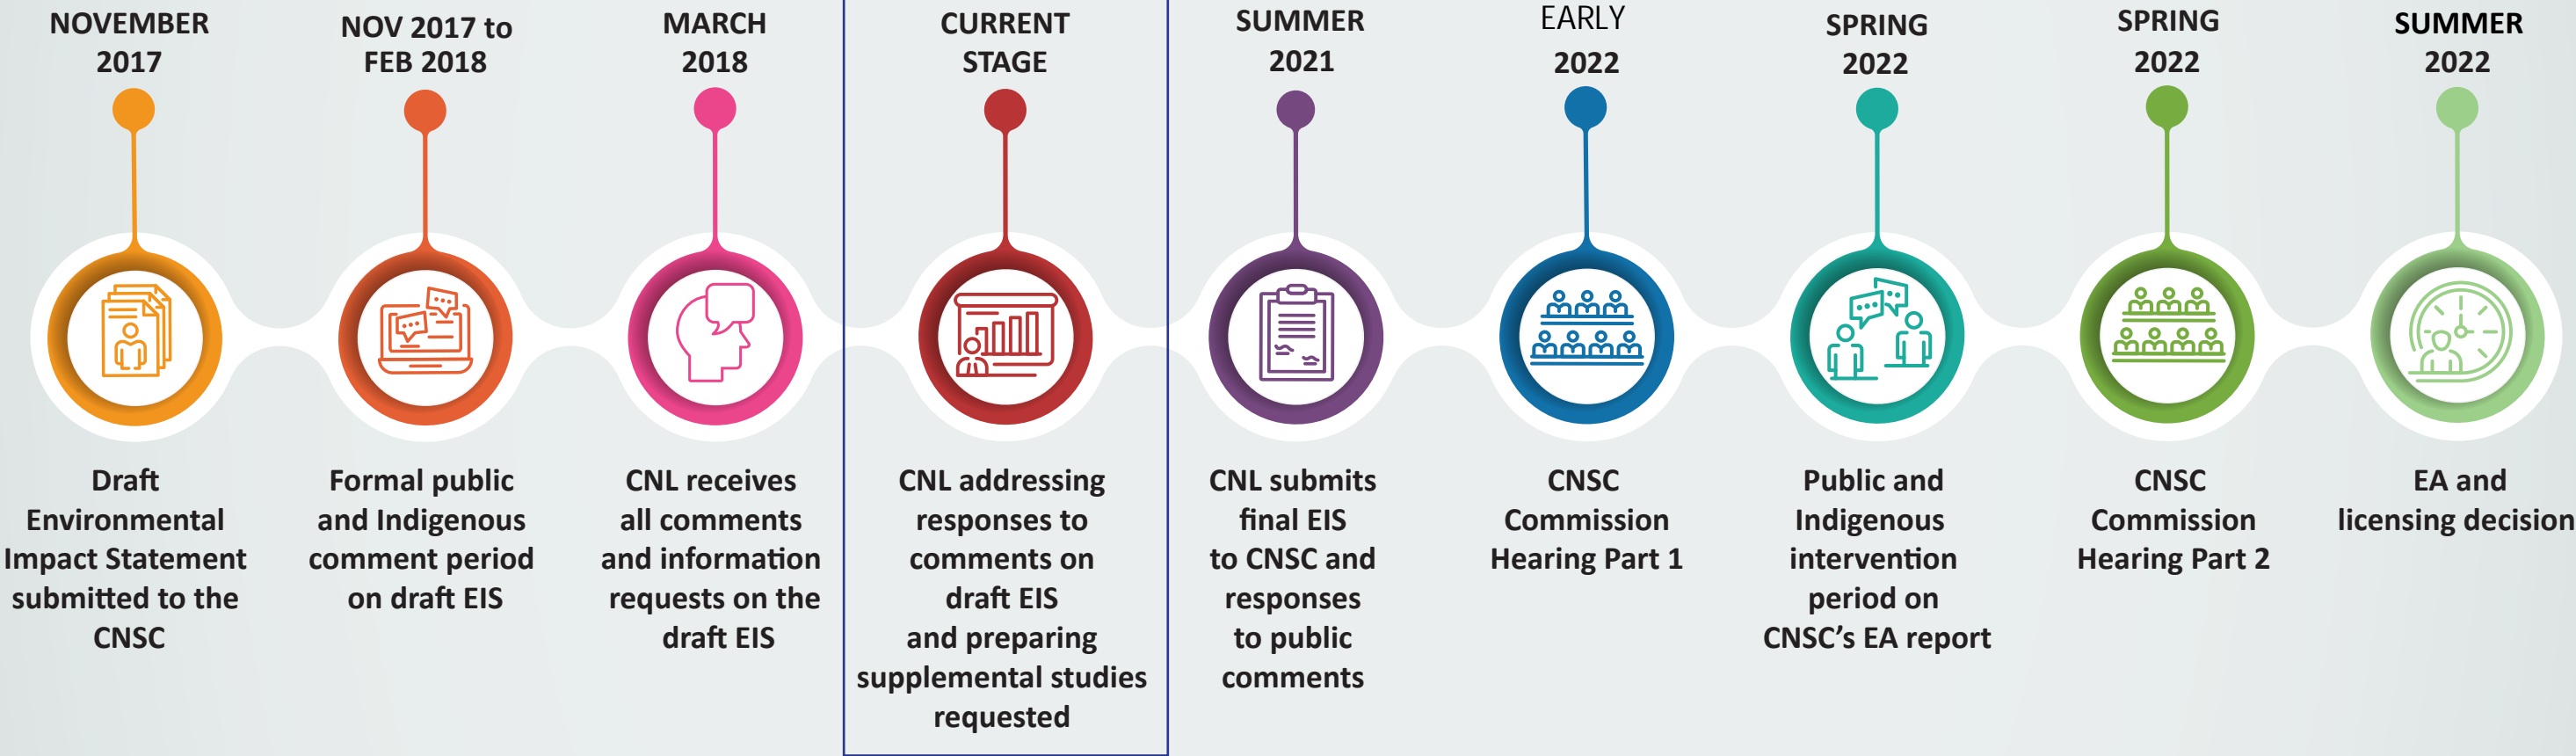 NOVEMBER
2017
Draft
Environmental
Impact Statement
submitted to the
CNSC
NOV 2017 to
FEB 2018
Formal public
and Indigenous
comment period
on draft EIS
MARCH
2018
CNL receives
all comments
and information
requests on the
draft EIS
CURRENT
STAGE
CNL addressing
responses to
comments on
draft EIS
and preparing
supplemental studies
requested
SUMMER
2021
CNL submits
final EIS
to CNSC and
responses
to public
comments
EARLY
2022
CNSC
Commission
Hearing Part 1
SPRING
2022
Public and
Indigenous
intervention
period on
CNSC's EA report
SPRING
2022
CNSC
Commission
Hearing Part 2
SUMMER
2022
EA and
licensing decision